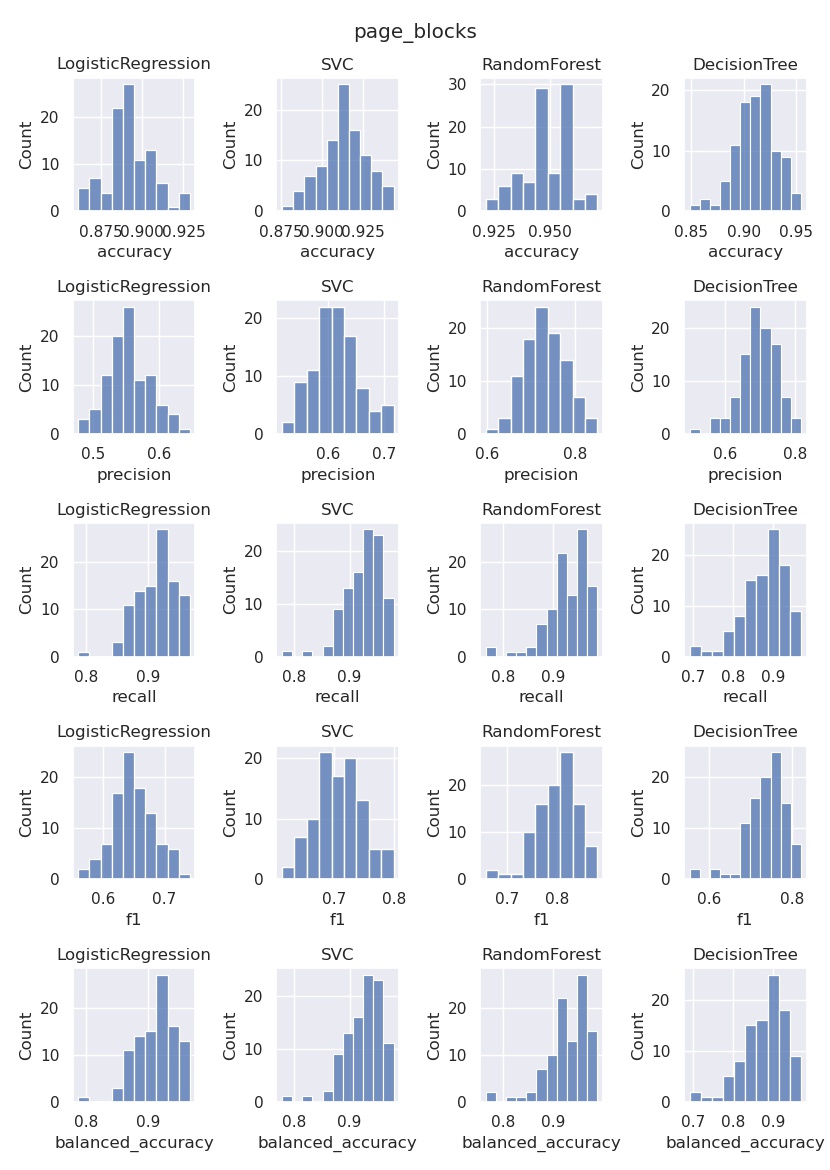 page_blocks
LogisticRegression SVC RandomForest DecisionTree
Count 0 10 20 0.875 0.900 0.925 accuracy
Count 0 10 20 0.875 0.900 0.925 accuracy
Count 0 10 20 30 0.925 0.950 accuracy
Count 0 10 20 0.85 0.90 0.95 accuracy
LogisticRegression SVC RandomForest DecisionTree
Count 0 10 20 0.5 0.6 precision
Count 0 10 20 0.6 0.7 precision
Count 0 10 20 0.6 0.8 precision
Count 0 10 20 0.6 0.8 precision
LogisticRegression SVC RandomForest DecisionTree
Count 0 10 20 0.8 0.9 recall
Count 0 10 20 0.8 0.9 recall
Count 0 10 20 0.8 0.9 recall
Count 0 10 20 0.7 0.8 0.9 recall
LogisticRegression SVC RandomForest DecisionTree
Count 0 10 20 0.6 0.7 f1
Count 0 10 20 0.7 0.8 f1
Count 0 10 20 0.7 0.8 f1
Count 0 10 20 0.6 0.8 f1
LogisticRegression SVC RandomForest DecisionTree
Count 0 10 20 0.8 0.9 balanced_accuracy
Count 0 10 20 0.8 0.9 balanced_accuracy
Count 0 10 20 0.8 0.9 balanced_accuracy
Count 0 10 20 0.7 0.8 0.9 balanced_accuracy